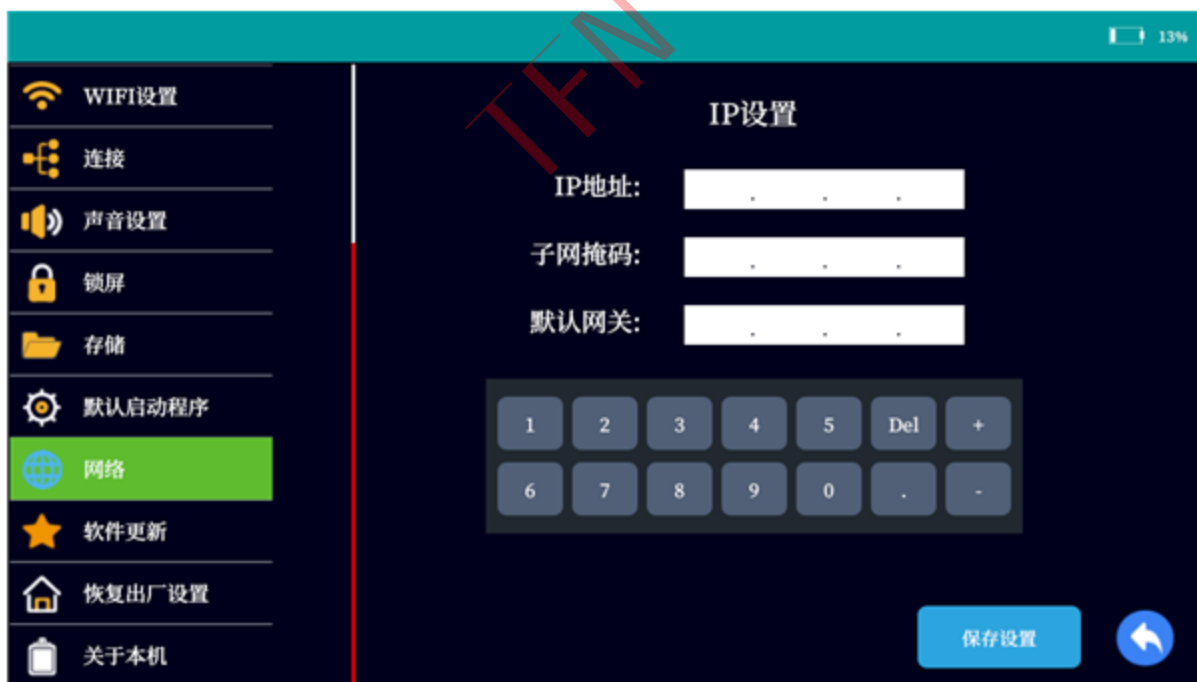 TFN
13%
WIFI设置
连接
声音设置
锁屏
存储
默认启动程序
网络
软件更新
恢复出厂设置
关于本机
IP设置
IP地址: . . .
子网掩码: . . .
默认网关: . . .
1 2 3 4 5 Del +
6 7 8 9 0 . -
保存设置